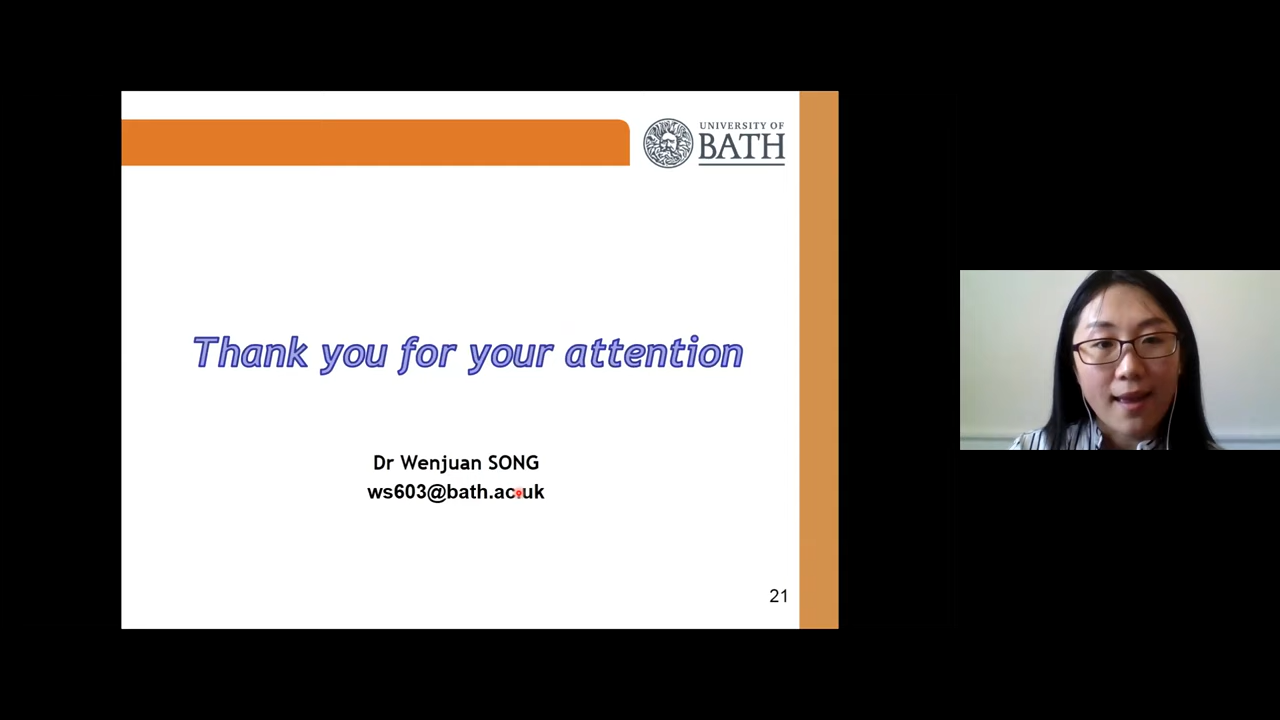 UNIVERSITY OF
BATH
Thank you for your attention
Dr Wenjuan SONG
ws603@bath.ac.uk
21